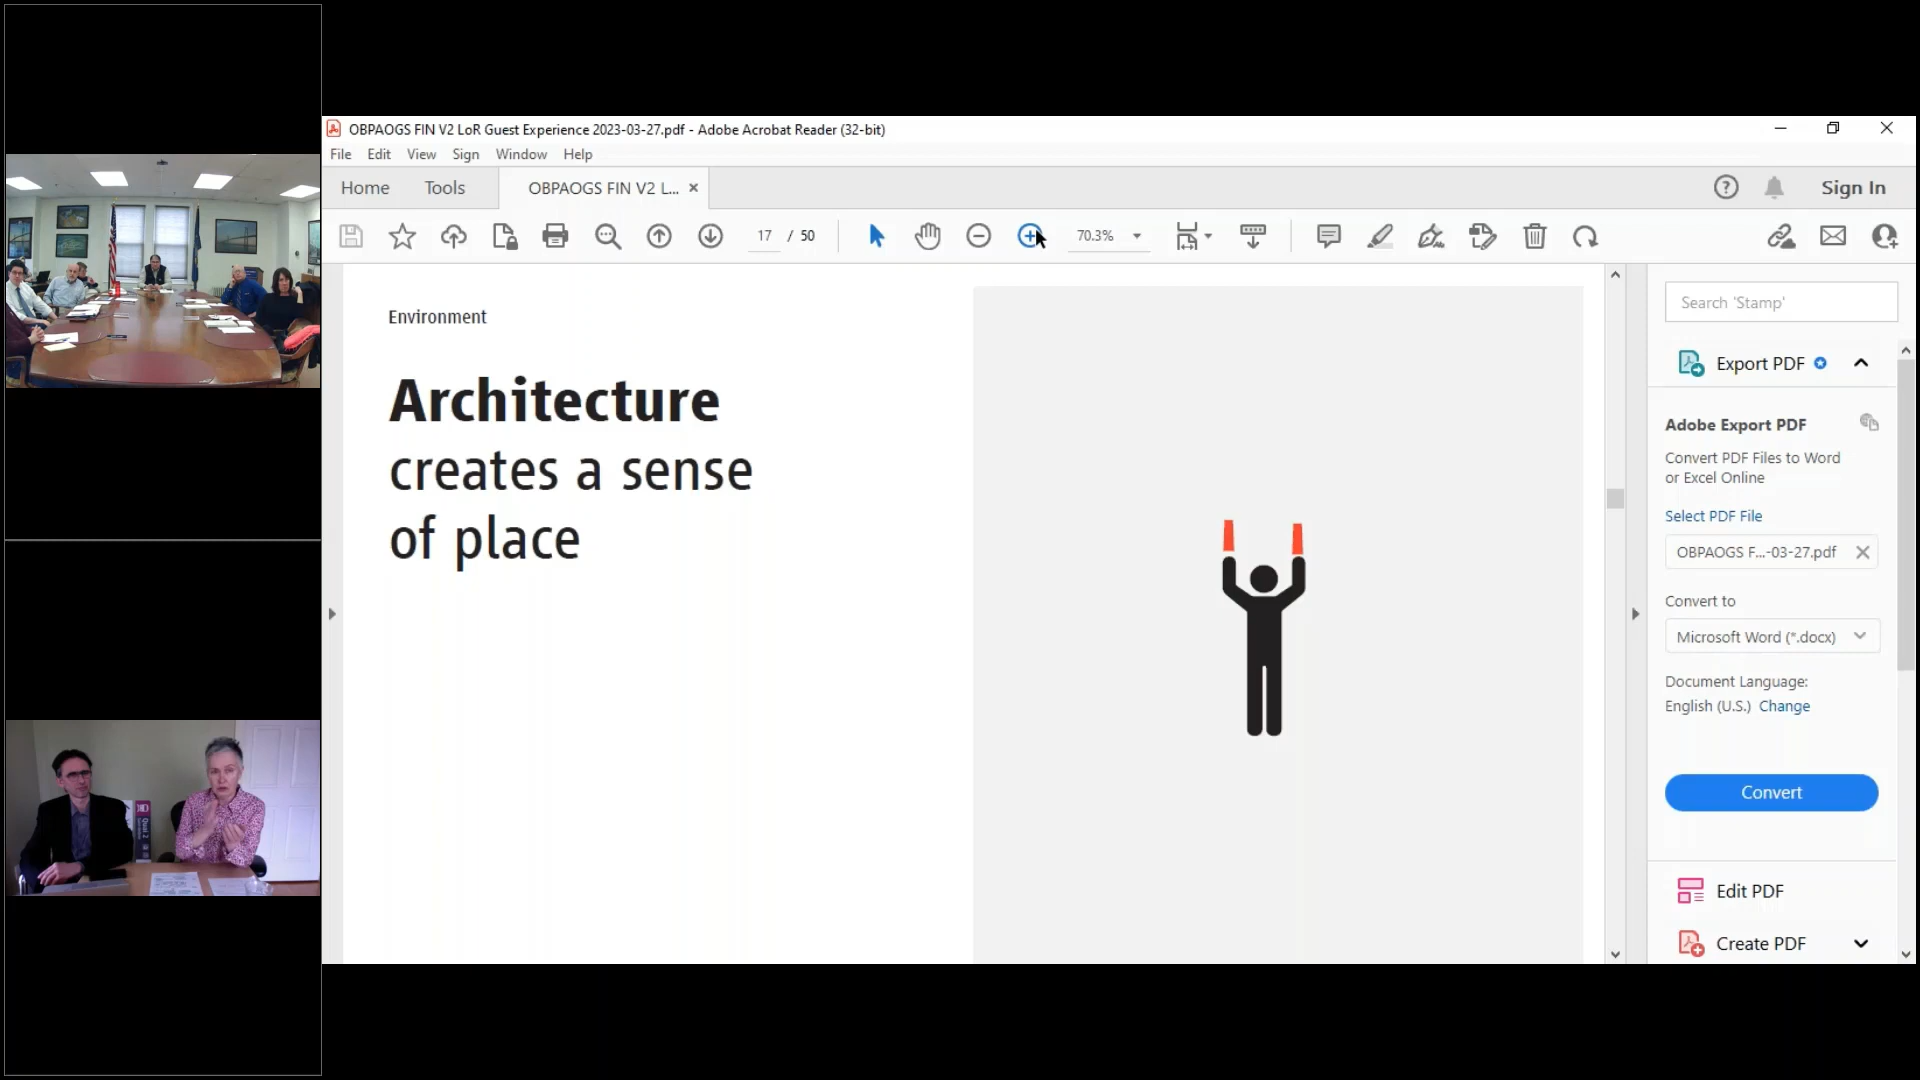 OBPAOGS FIN V2 LoR Guest Experience 2023-03-27.pdf - Adobe Acrobat Reader (32-bit)
File Edit View Sign Window Help
Home Tools OBPAOGS FIN V2 L... Sign In
17 / 50 70.3%
Environment
Architecture
creates a sense
of place
Search 'Stamp'
Export PDF
Adobe Export PDF
Convert PDF Files to Word
or Excel Online
Select PDF File
OBPAOGS F...-03-27.pdf
Convert to
Microsoft Word (*.docx)
Document Language:
English (U.S.) Change
Convert
Edit PDF
Create PDF
Qual 2